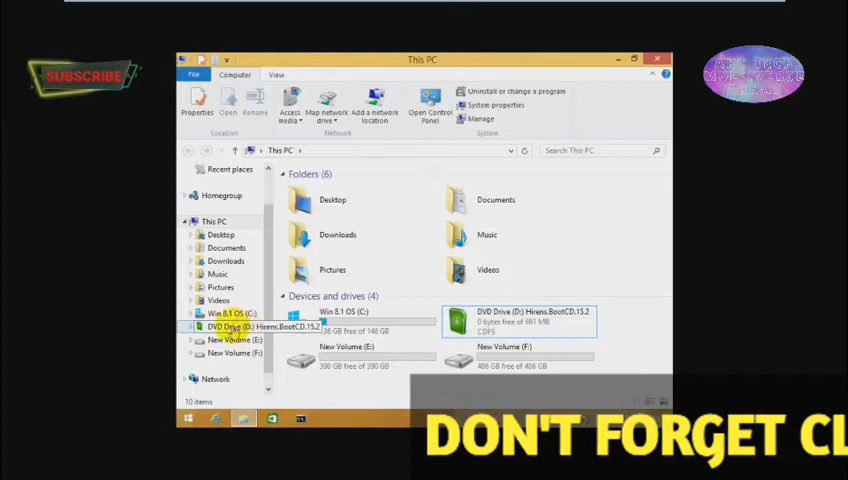 This PC
File
Computer
View
Properties
Open
Rename
Access media
Map network drive
Add a network location
Open Control Panel
Uninstall or change a program
System properties
Manage
Location
Network
System
This PC
Search This PC
Recent places
Homegroup
This PC
Desktop
Documents
Downloads
Music
Pictures
Videos
Win 8.1 OS (C:)
DVD Drive (D:) Hirens.BootCD.15.2
New Volume (E:)
New Volume (F:)
Network
Folders (6)
Desktop
Documents
Downloads
Music
Pictures
Videos
Devices and drives (4)
Win 8.1 OS (C:)
136 GB free of 146 GB
DVD Drive (D:) Hirens.BootCD.15.2
0 bytes free of 691 MB
CDFS
New Volume (E:)
390 GB free of 390 GB
New Volume (F:)
486 GB free of 486 GB
10 items
SUBSCRIBE
DON'T FORGET CL